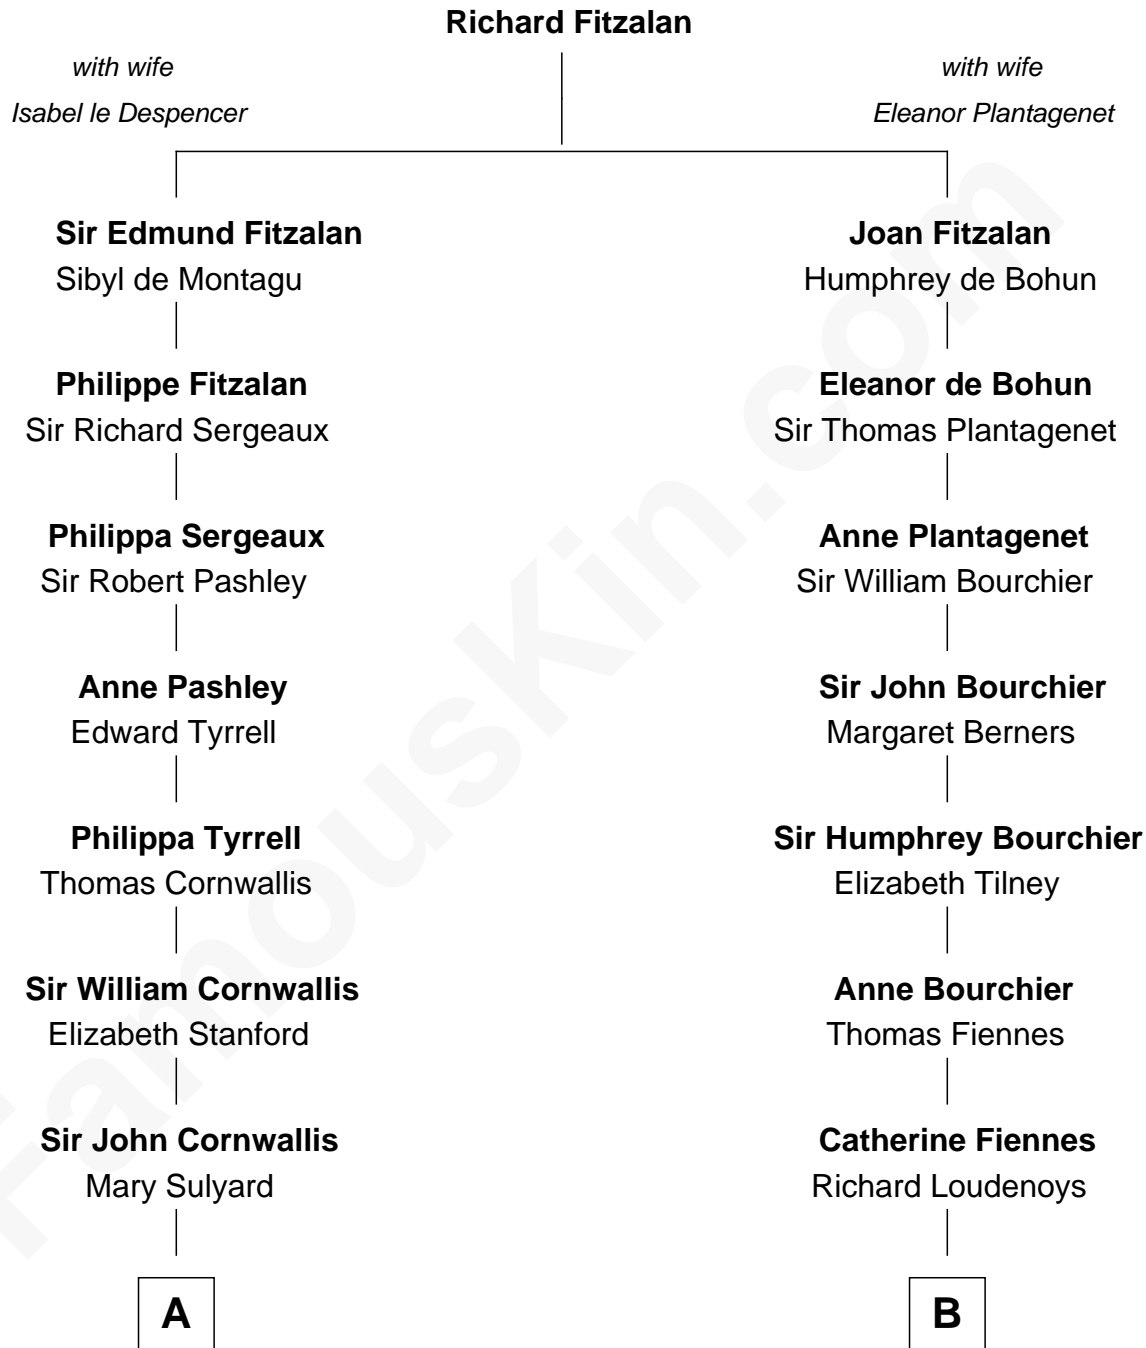 Richard Fitzalan
with wife
Isabel le Despencer
with wife
Eleanor Plantagenet
Sir Edmund Fitzalan
Sibyl de Montagu
Joan Fitzalan
Humphrey de Bohun
Philippe Fitzalan
Sir Richard Sergeaux
Eleanor de Bohun
Sir Thomas Plantagenet
Philippa Sergeaux
Sir Robert Pashley
Anne Plantagenet
Sir William Bourchier
Anne Pashley
Edward Tyrrell
Sir John Bourchier
Margaret Berners
Philippa Tyrrell
Thomas Cornwallis
Sir Humphrey Bourchier
Elizabeth Tilney
Sir William Cornwallis
Elizabeth Stanford
Anne Bourchier
Thomas Fiennes
Sir John Cornwallis
Mary Sulyard
Catherine Fiennes
Richard Loudenoys
A
B
FamousKin.com